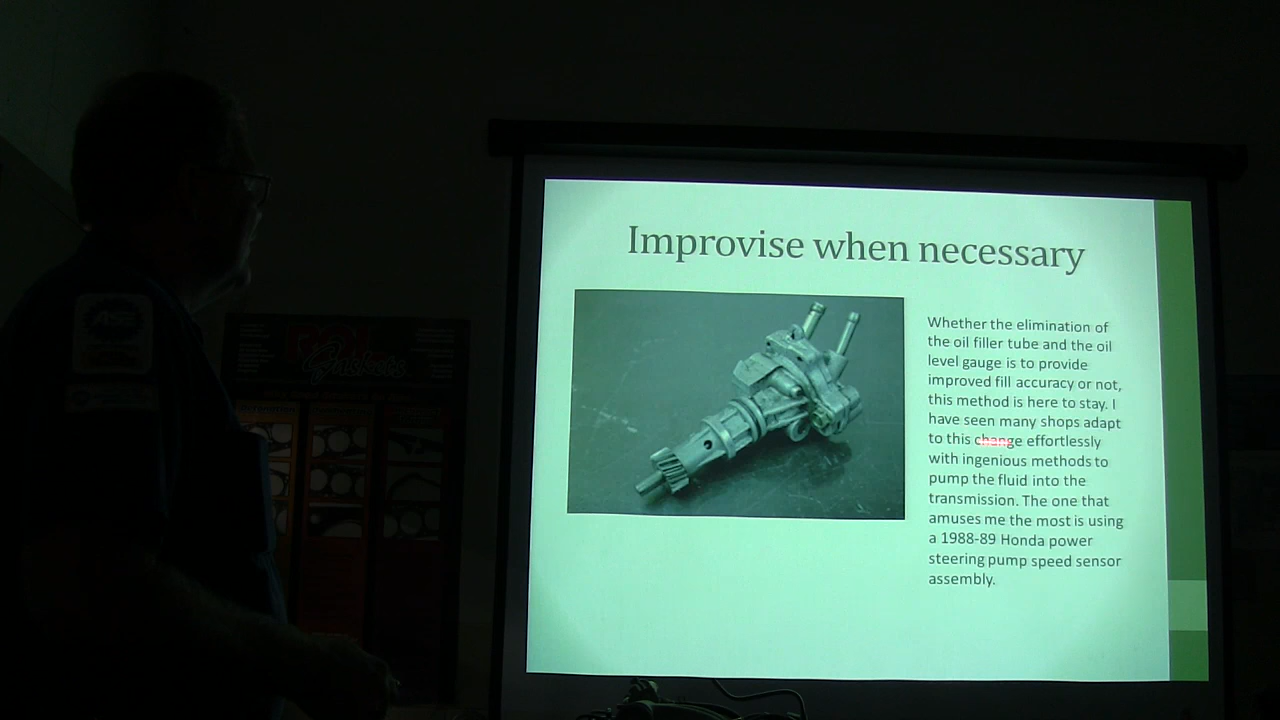 Improvise when necessary
Whether the elimination of
the oil filler tube and the oil
level gauge is to provide
improved fill accuracy or not,
this method is here to stay. I
have seen many shops adapt
to this change effortlessly
with ingenious methods to
pump the fluid into the
transmission. The one that
amuses me the most is using
a 1988-89 Honda power
steering pump speed sensor
assembly.